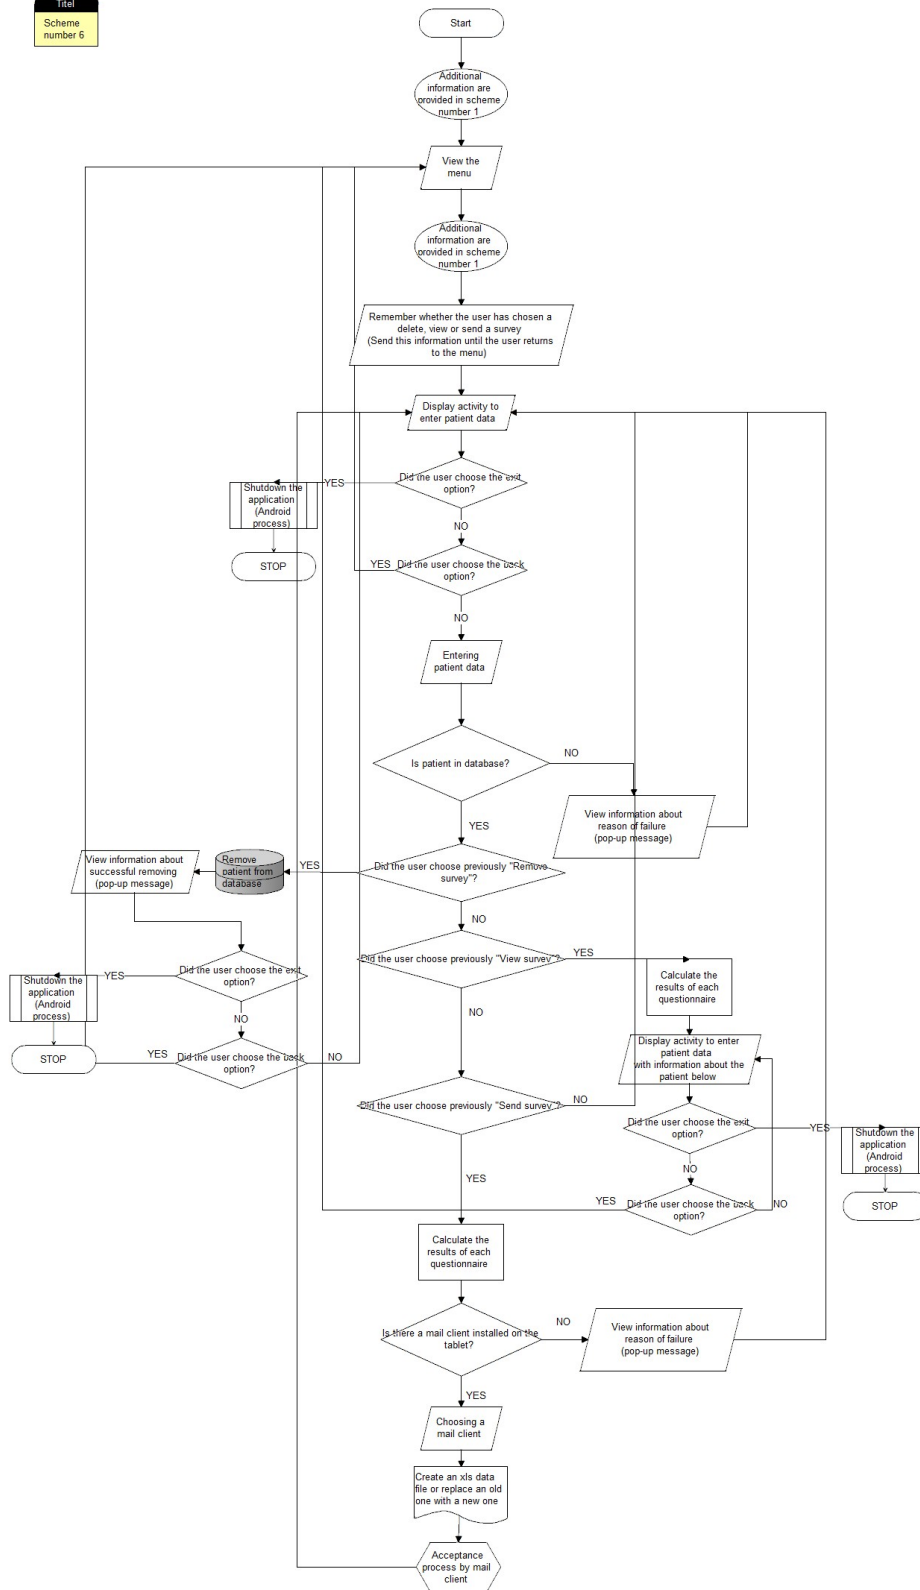 Titel
Scheme
number 6
Start
Additional
information are
provided in scheme
number 1
View the
menu
Additional
information are
provided in scheme
number 1
Remember whether the user has chosen a
delete, view or send a survey
(Send this information until the user returns
to the menu)
Display activity to
enter patient data
Did the user choose the exit
option?
YES
Shutdown the
application
(Android
process)
STOP
NO
Did the user choose the back
option?
YES
NO
Entering
patient data
Is patient in database?
NO
View information about
reason of failure
(pop-up message)
YES
Did the user choose previously "Remove
survey"?
YES
Remove
patient from
database
View information about
successful removing
(pop-up message)
Did the user choose the exit
option?
YES
Shutdown the
application
(Android
process)
STOP
NO
Did the user choose the back
option?
YES
NO
NO
Did the user choose previously "View survey"?
YES
Calculate the
results of each
questionnaire
Display activity to enter
patient data
with information about the
patient below
Did the user choose the exit
option?
YES
Shutdown the
application
(Android
process)
STOP
NO
Did the user choose the back
option?
YES
NO
NO
Did the user choose previously "Send survey"?
NO
YES
Calculate the
results of each
questionnaire
Is there a mail client installed on the
tablet?
NO
View information about
reason of failure
(pop-up message)
YES
Choosing a
mail client
Create an xls data
file or replace an old
one with a new one
Acceptance
process by mail
client